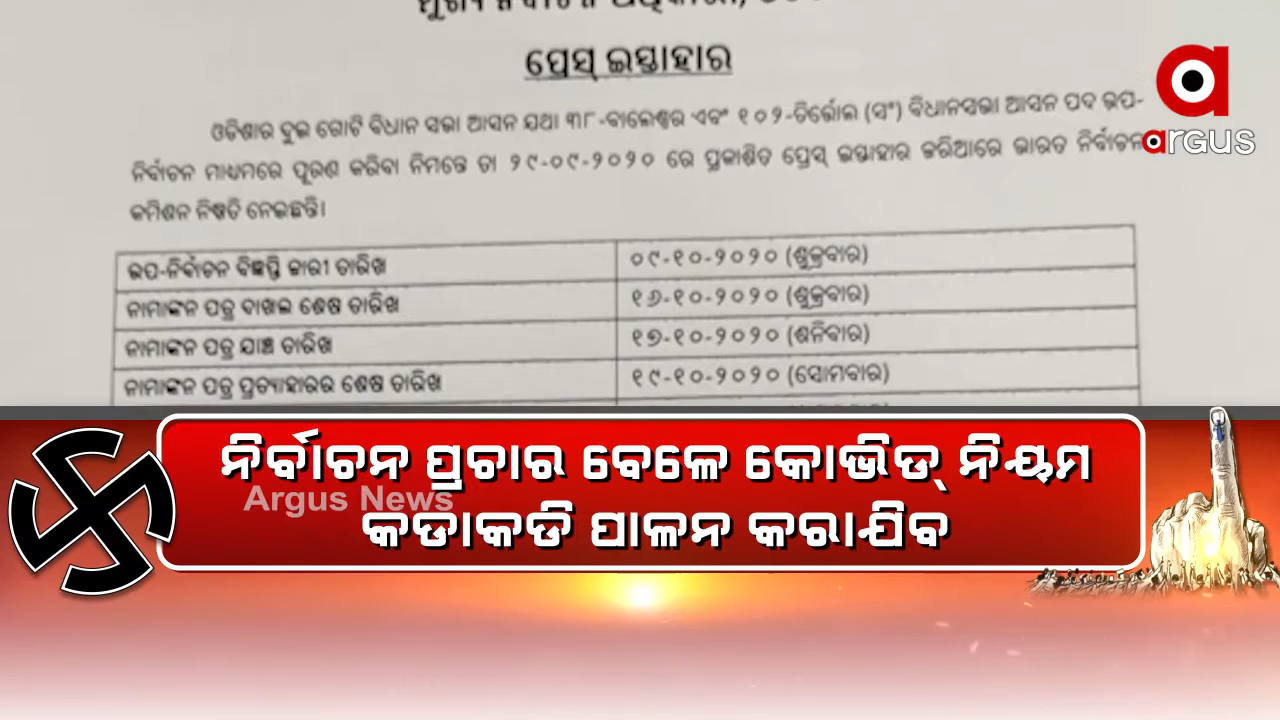 ପ୍ରେସ୍ ଇସ୍ତାହାର
ଓଡିଶାର ଦୁଇ ଗୋଟି ବିଧାନ ସଭା ଆସନ ଯଥା ୩୮-ବାଲେଶ୍ୱର ଏବଂ ୧୦୨-ତିର୍ତ୍ତୋଲ (ସଂ) ବିଧାନସଭା ଆସନ ପଦ ଉପ-
ନିର୍ବାଚନ ମାଧ୍ୟମରେ ପୂରଣ କରିବା ନିମନ୍ତେ ତା ୨୯-୦୯-୨୦୨୦ ରେ ପ୍ରକାଶିତ ପ୍ରେସ୍ ଇସ୍ତାହାର ଜରିଆରେ ଭାରତ ନିର୍ବାଚନ
କମିଶନ ନିଷ୍ପତି ନେଇଛନ୍ତି।
ଉପ-ନିର୍ବାଚନ ବିଜ୍ଞପ୍ତି ଜାରୀ ତାରିଖ ୦୯-୧୦-୨୦୨୦ (ଶୁକ୍ରବାର)
ନାମାଙ୍କନ ପତ୍ର ଦାଖଲ ଶେଷ ତାରିଖ ୧୬-୧୦-୨୦୨୦ (ଶୁକ୍ରବାର)
ନାମାଙ୍କନ ପତ୍ର ଯାଞ୍ଚ ତାରିଖ ୧୭-୧୦-୨୦୨୦ (ଶନିବାର)
ନାମାଙ୍କନ ପତ୍ର ପ୍ରତ୍ୟାହାରର ଶେଷ ତାରିଖ ୧୯-୧୦-୨୦୨୦ (ସୋମବାର)
argus
ନିର୍ବାଚନ ପ୍ରଚାର ବେଳେ କୋଭିଡ୍ ନିୟମ
Argus News
କଡାକଡି ପାଳନ କରାଯିବ